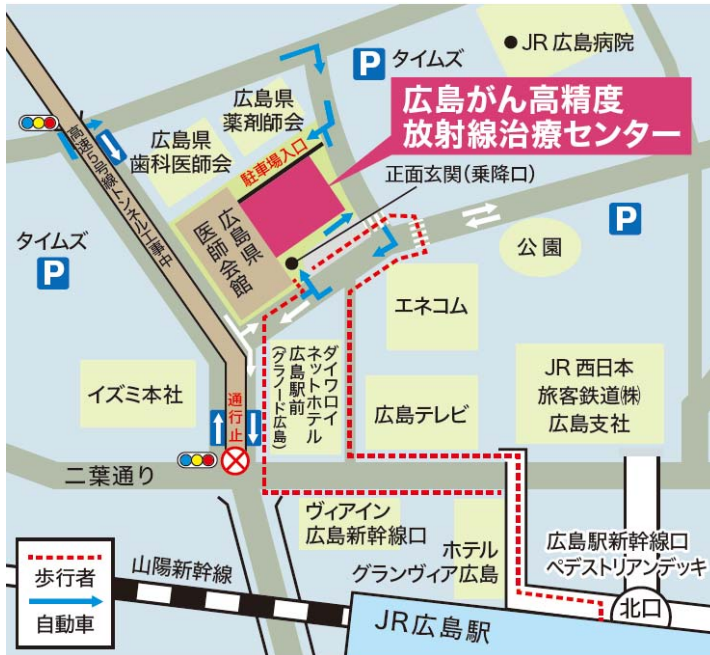 P タイムズ
JR 広島病院
広島県
薬剤師会
広島がん高精度
放射線治療センター
広島県
歯科医師会
駐車場入口
正面玄関（乗降口）
高速5号線トンネル工事中
広島県
医師会館
タイムズ
P
P
公園
エネコム
ダイワロイ
ネットホテル
広島駅前
（グラノード広島）
JR 西日本
旅客鉄道㈱
広島支社
イズミ本社
通行止
広島テレビ
二葉通り
ヴィアイン
広島新幹線口
ホテル
グランヴィア広島
広島駅新幹線口
ペデストリアンデッキ
歩行者
自動車
山陽新幹線
JR広島駅
北口